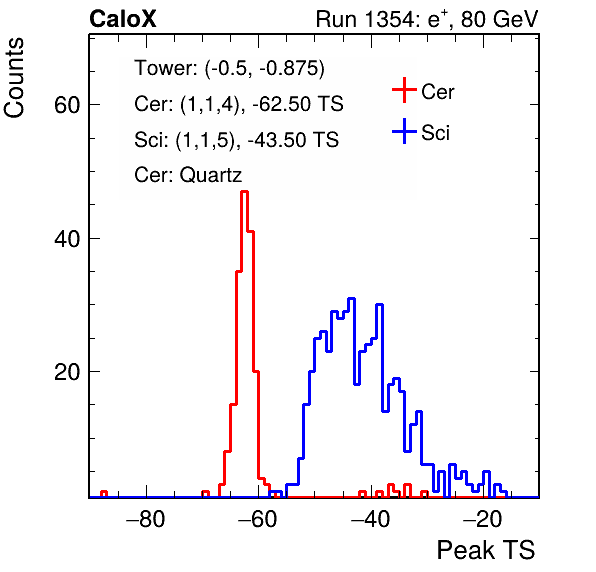 CaloX Run 1354: e⁺, 80 GeV
Counts
Tower: (-0.5, -0.875)
Cer: (1,1,4), -62.50 TS
Sci: (1,1,5), -43.50 TS
Cer: Quartz
Cer
Sci
60
40
20
−80 −60 −40 −20
Peak TS